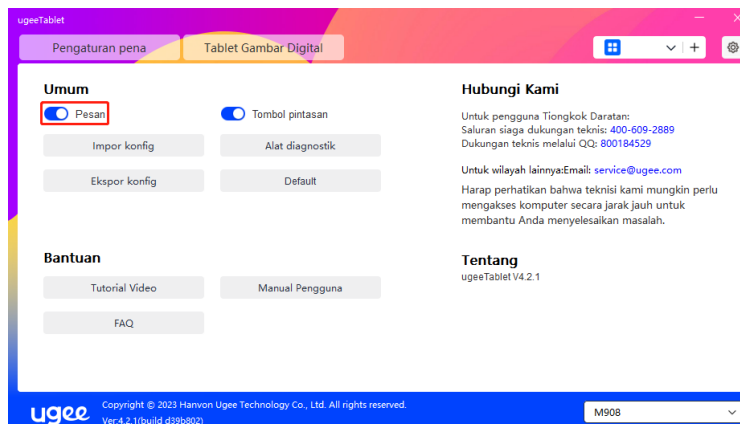 ugeeTablet
Pengaturan pena
Tablet Gambar Digital
Umum
Pesan
Tombol pintasan
Impor konfig
Alat diagnostik
Ekspor konfig
Default
Bantuan
Tutorial Video
Manual Pengguna
FAQ
Hubungi Kami
Untuk pengguna Tiongkok Daratan:
Saluran siaga dukungan teknis: 400-609-2889
Dukungan teknis melalui QQ: 800184529
Untuk wilayah lainnya:Email: service@ugee.com
Harap perhatikan bahwa teknisi kami mungkin perlu
mengakses komputer secara jarak jauh untuk
membantu Anda menyelesaikan masalah.
Tentang
ugeeTablet V4.2.1
ugee
Copyright © 2023 Hanvon Ugee Technology Co., Ltd. All rights reserved.
Ver:4.2.1(build d39b802)
M908